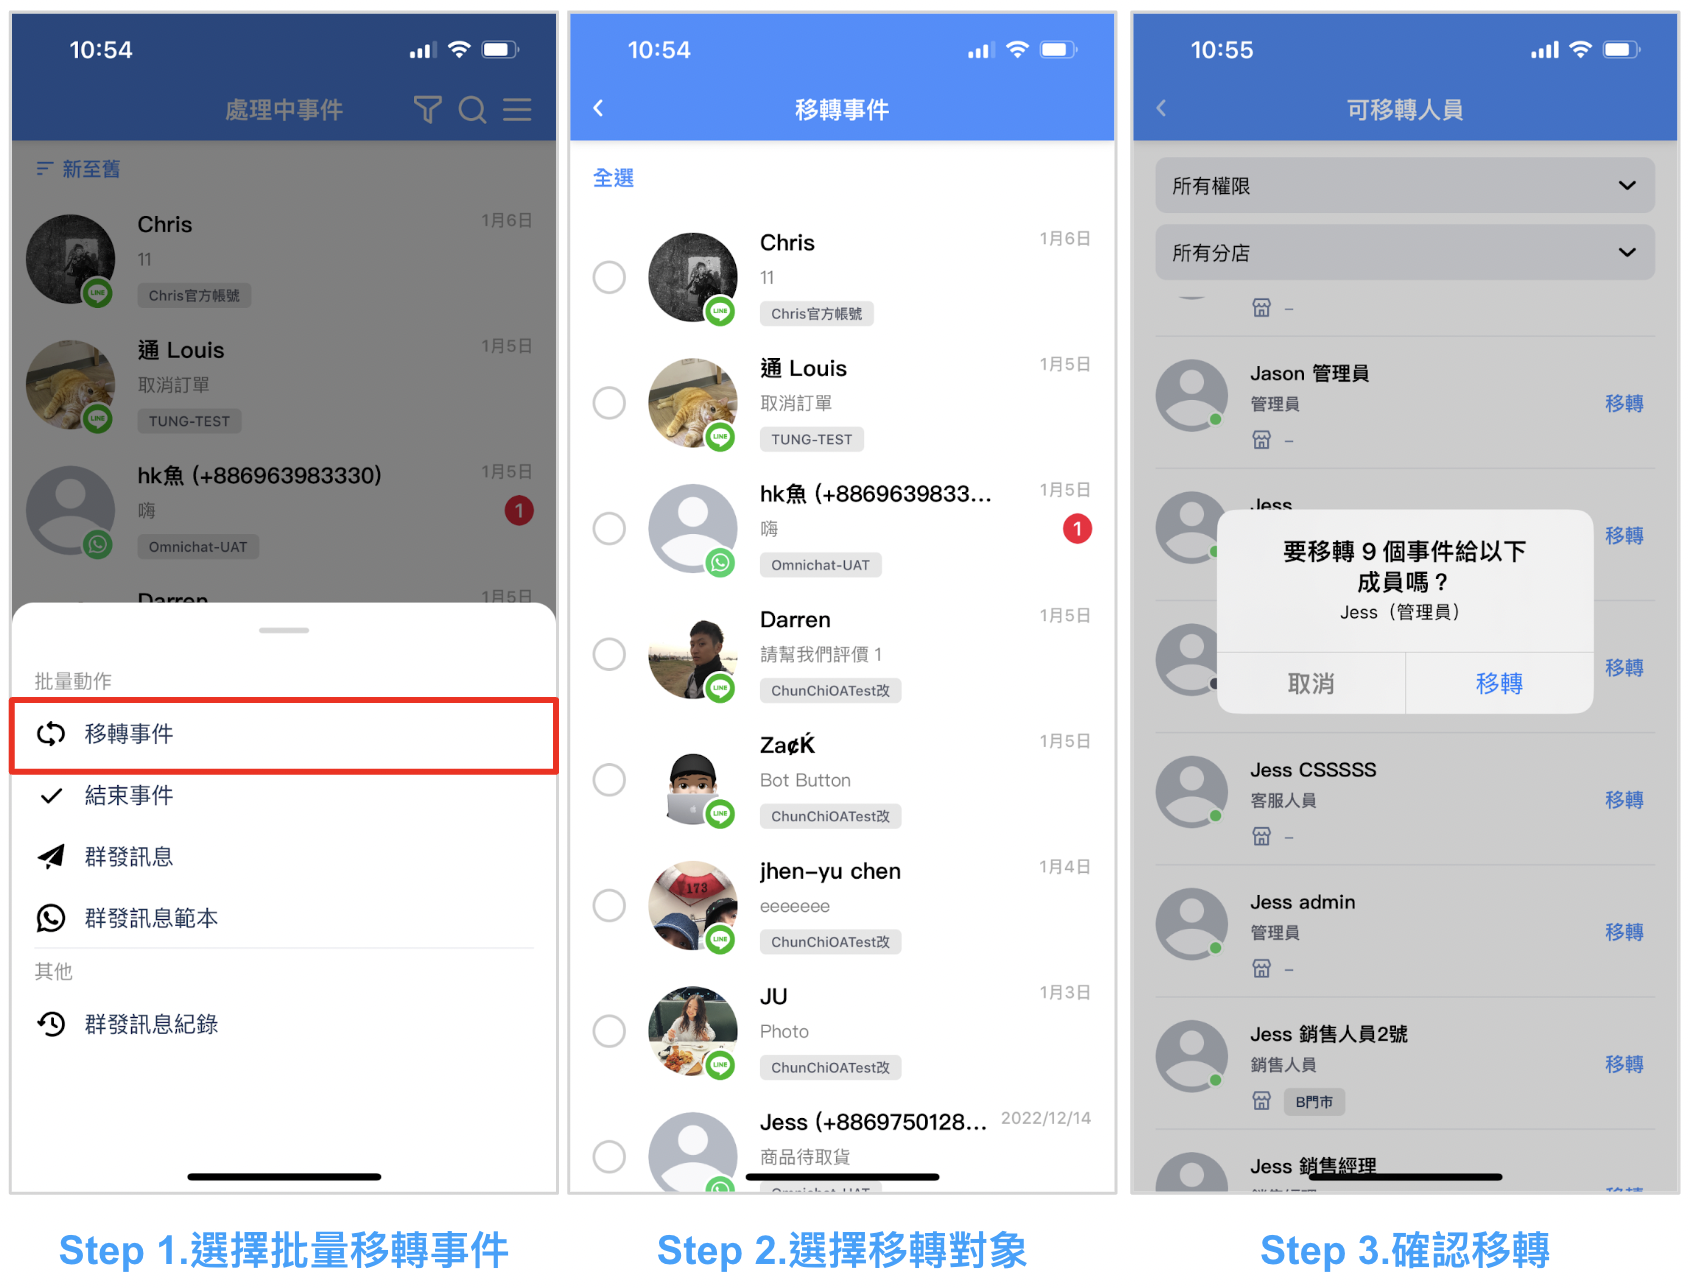 10:54
處理中事件
新至舊
Chris
1月6日
11
Chris官方帳號
通 Louis
1月5日
取消訂單
TUNG-TEST
hk魚 (+886963983330)
1月5日
嗨
1
Omnichat-UAT
Darren
1月5日
批量動作
移轉事件
結束事件
群發訊息
群發訊息範本
其他
群發訊息紀錄
Step 1.選擇批量移轉事件
10:54
移轉事件
全選
Chris
1月6日
11
LINE
Chris官方帳號
通 Louis
1月5日
取消訂單
LINE
TUNG-TEST
hk魚 (+8869639833...
1月5日
嗨
1
Omnichat-UAT
Darren
1月5日
請幫我們評價 1
LINE
ChunChiOATest改
Za¢Ḱ
1月5日
Bot Button
LINE
ChunChiOATest改
jhen-yu chen
1月4日
173
eeeeeee
LINE
ChunChiOATest改
JU
1月3日
Photo
LINE
ChunChiOATest改
Jess (+8869750128...
2022/12/14
商品待取貨
Omnichat-UAT
Step 2.選擇移轉對象
10:55
可移轉人員
所有權限
所有分店
–
Jason 管理員
管理員
移轉
–
Jess
移轉
要移轉 9 個事件給以下
成員嗎？
Jess（管理員）
取消
移轉
移轉
Jess CSSSSS
客服人員
移轉
–
Jess admin
管理員
移轉
–
Jess 銷售人員2號
銷售人員
移轉
B門市
Jess 銷售經理
銷售經理
移轉
Step 3.確認移轉